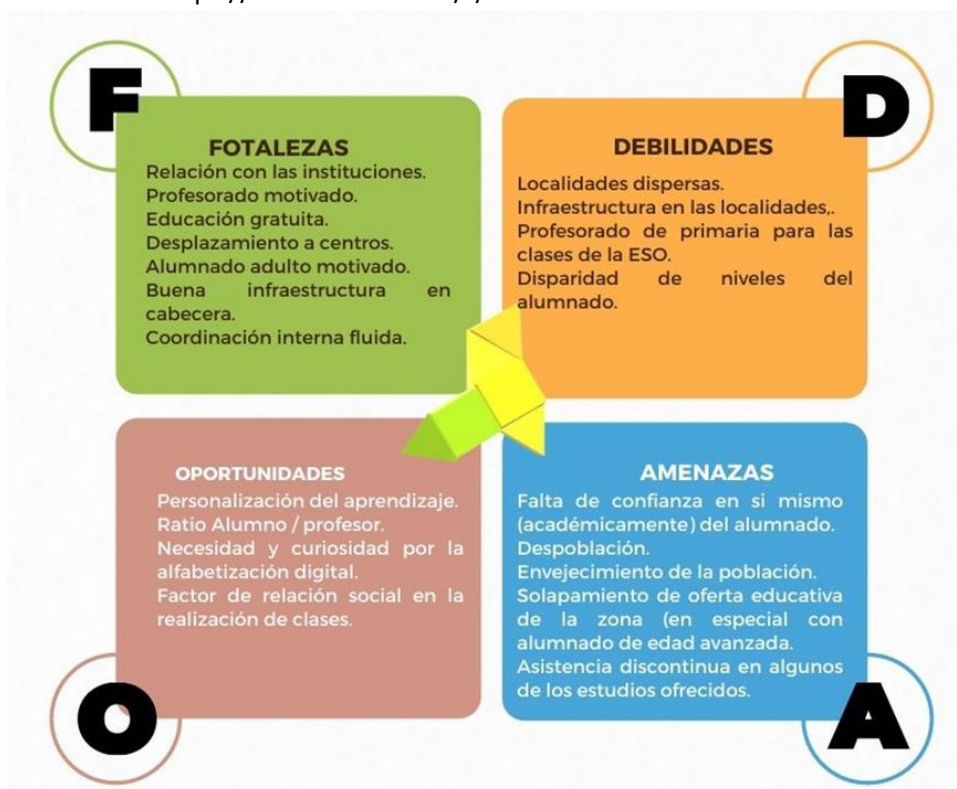 F
FOTALEZAS
Relación con las instituciones.
Profesorado motivado.
Educación gratuita.
Desplazamiento a centros.
Alumnado adulto motivado.
Buena infraestructura en
cabecera.
Coordinación interna fluida.
D
DEBILIDADES
Localidades dispersas.
Infraestructura en las localidades,.
Profesorado de primaria para las
clases de la ESO.
Disparidad de niveles del
alumnado.
OPORTUNIDADES
Personalización del aprendizaje.
Ratio Alumno / profesor.
Necesidad y curiosidad por la
alfabetización digital.
Factor de relación social en la
realización de clases.
O
AMENAZAS
Falta de confianza en si mismo
(académicamente) del alumnado.
Despoblación.
Envejecimiento de la población.
Solapamiento de oferta educativa
de la zona (en especial con
alumnado de edad avanzada.
Asistencia discontinua en algunos
de los estudios ofrecidos.
A